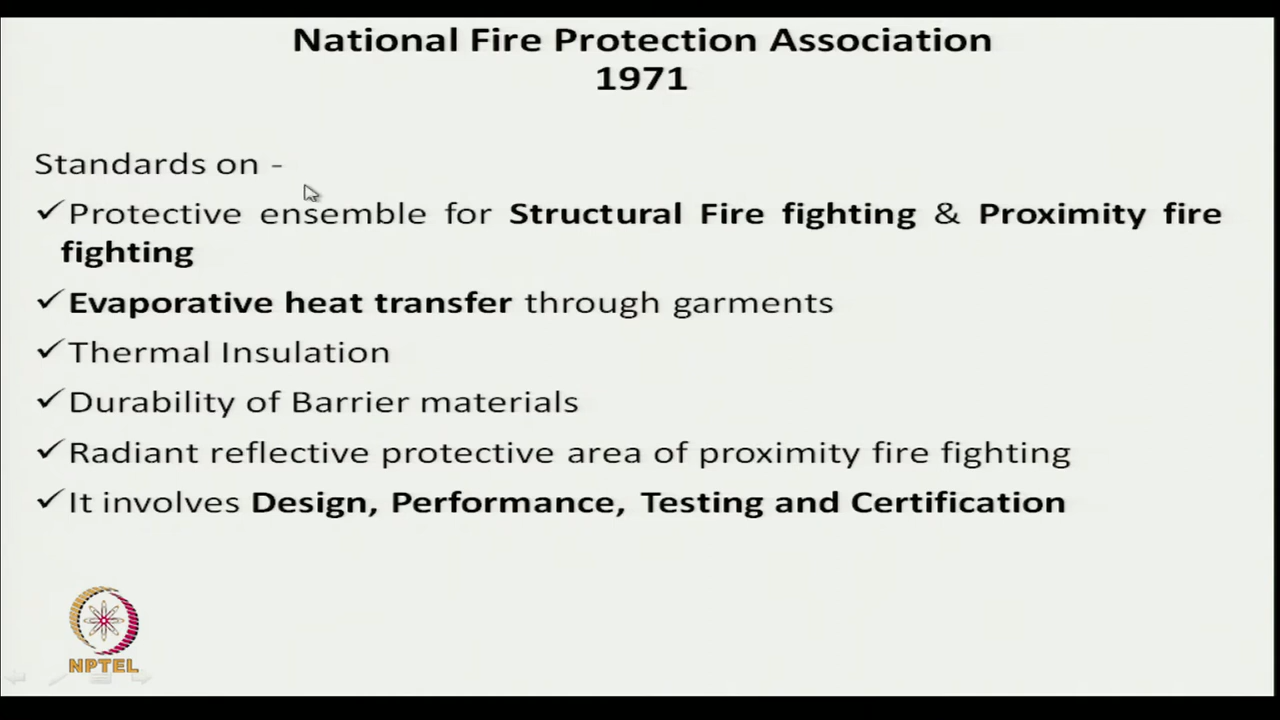 National Fire Protection Association
1971
Standards on -
✓Protective ensemble for Structural Fire fighting & Proximity fire
fighting
✓Evaporative heat transfer through garments
✓Thermal Insulation
✓Durability of Barrier materials
✓Radiant reflective protective area of proximity fire fighting
✓It involves Design, Performance, Testing and Certification
NPTEL